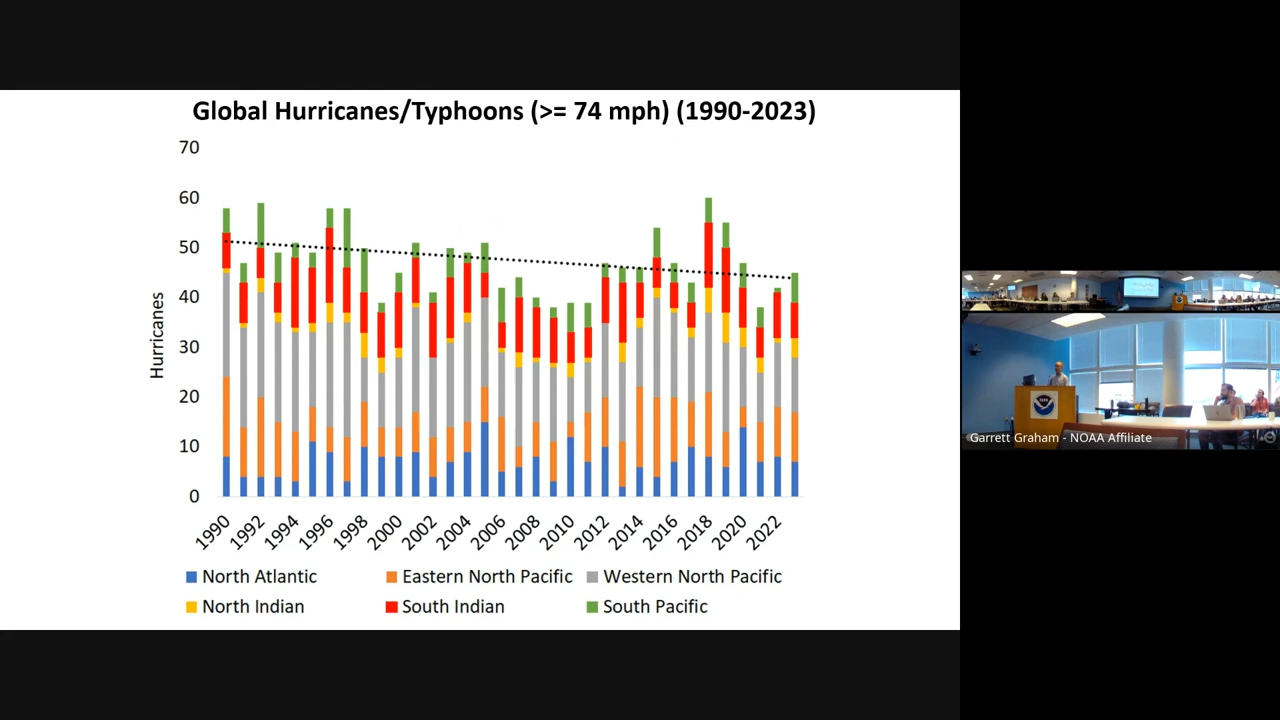 Global Hurricanes/Typhoons (>= 74 mph) (1990-2023)
70
60
50
40
30
20
10
0
Hurricanes
1990
1992
1994
1996
1998
2000
2002
2004
2006
2008
2010
2012
2014
2016
2018
2020
2022
North Atlantic
Eastern North Pacific
Western North Pacific
North Indian
South Indian
South Pacific
Garrett Graham - NOAA Affiliate